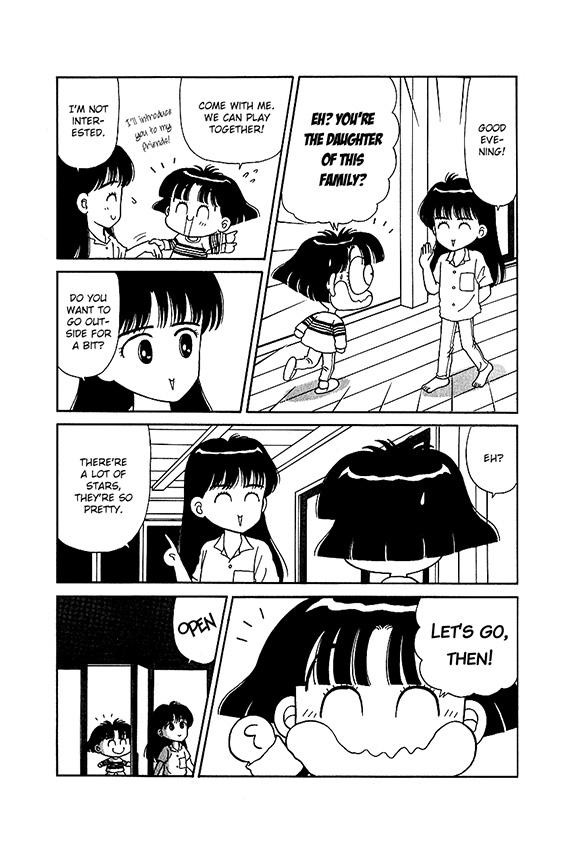 GOOD
EVE-
NING!
EH? YOU'RE
THE DAUGHTER
OF THIS
FAMILY?
COME WITH ME.
WE CAN PLAY
TOGETHER!
I'll introduce
you to my
friends!
I'M NOT
INTER-
ESTED.
DO YOU
WANT TO
GO OUT-
SIDE FOR
A BIT?
EH?
THERE'RE
A LOT OF
STARS,
THEY'RE SO
PRETTY.
LET'S GO,
THEN!
OPEN